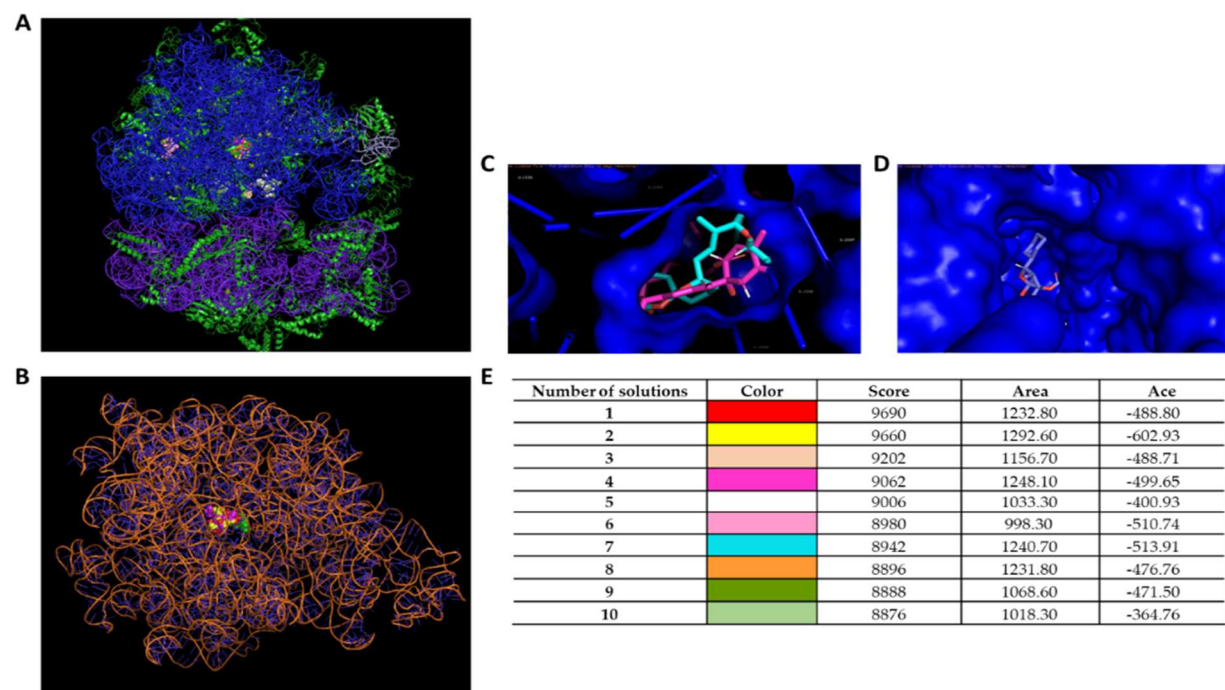 A
B
C
D
E
Number of solutions Color Score Area Ace
1 9690 1232.80 -488.80
2 9660 1292.60 -602.93
3 9202 1156.70 -488.71
4 9062 1248.10 -499.65
5 9006 1033.30 -400.93
6 8980 998.30 -510.74
7 8942 1240.70 -513.91
8 8896 1231.80 -476.76
9 8888 1068.60 -471.50
10 8876 1018.30 -364.76